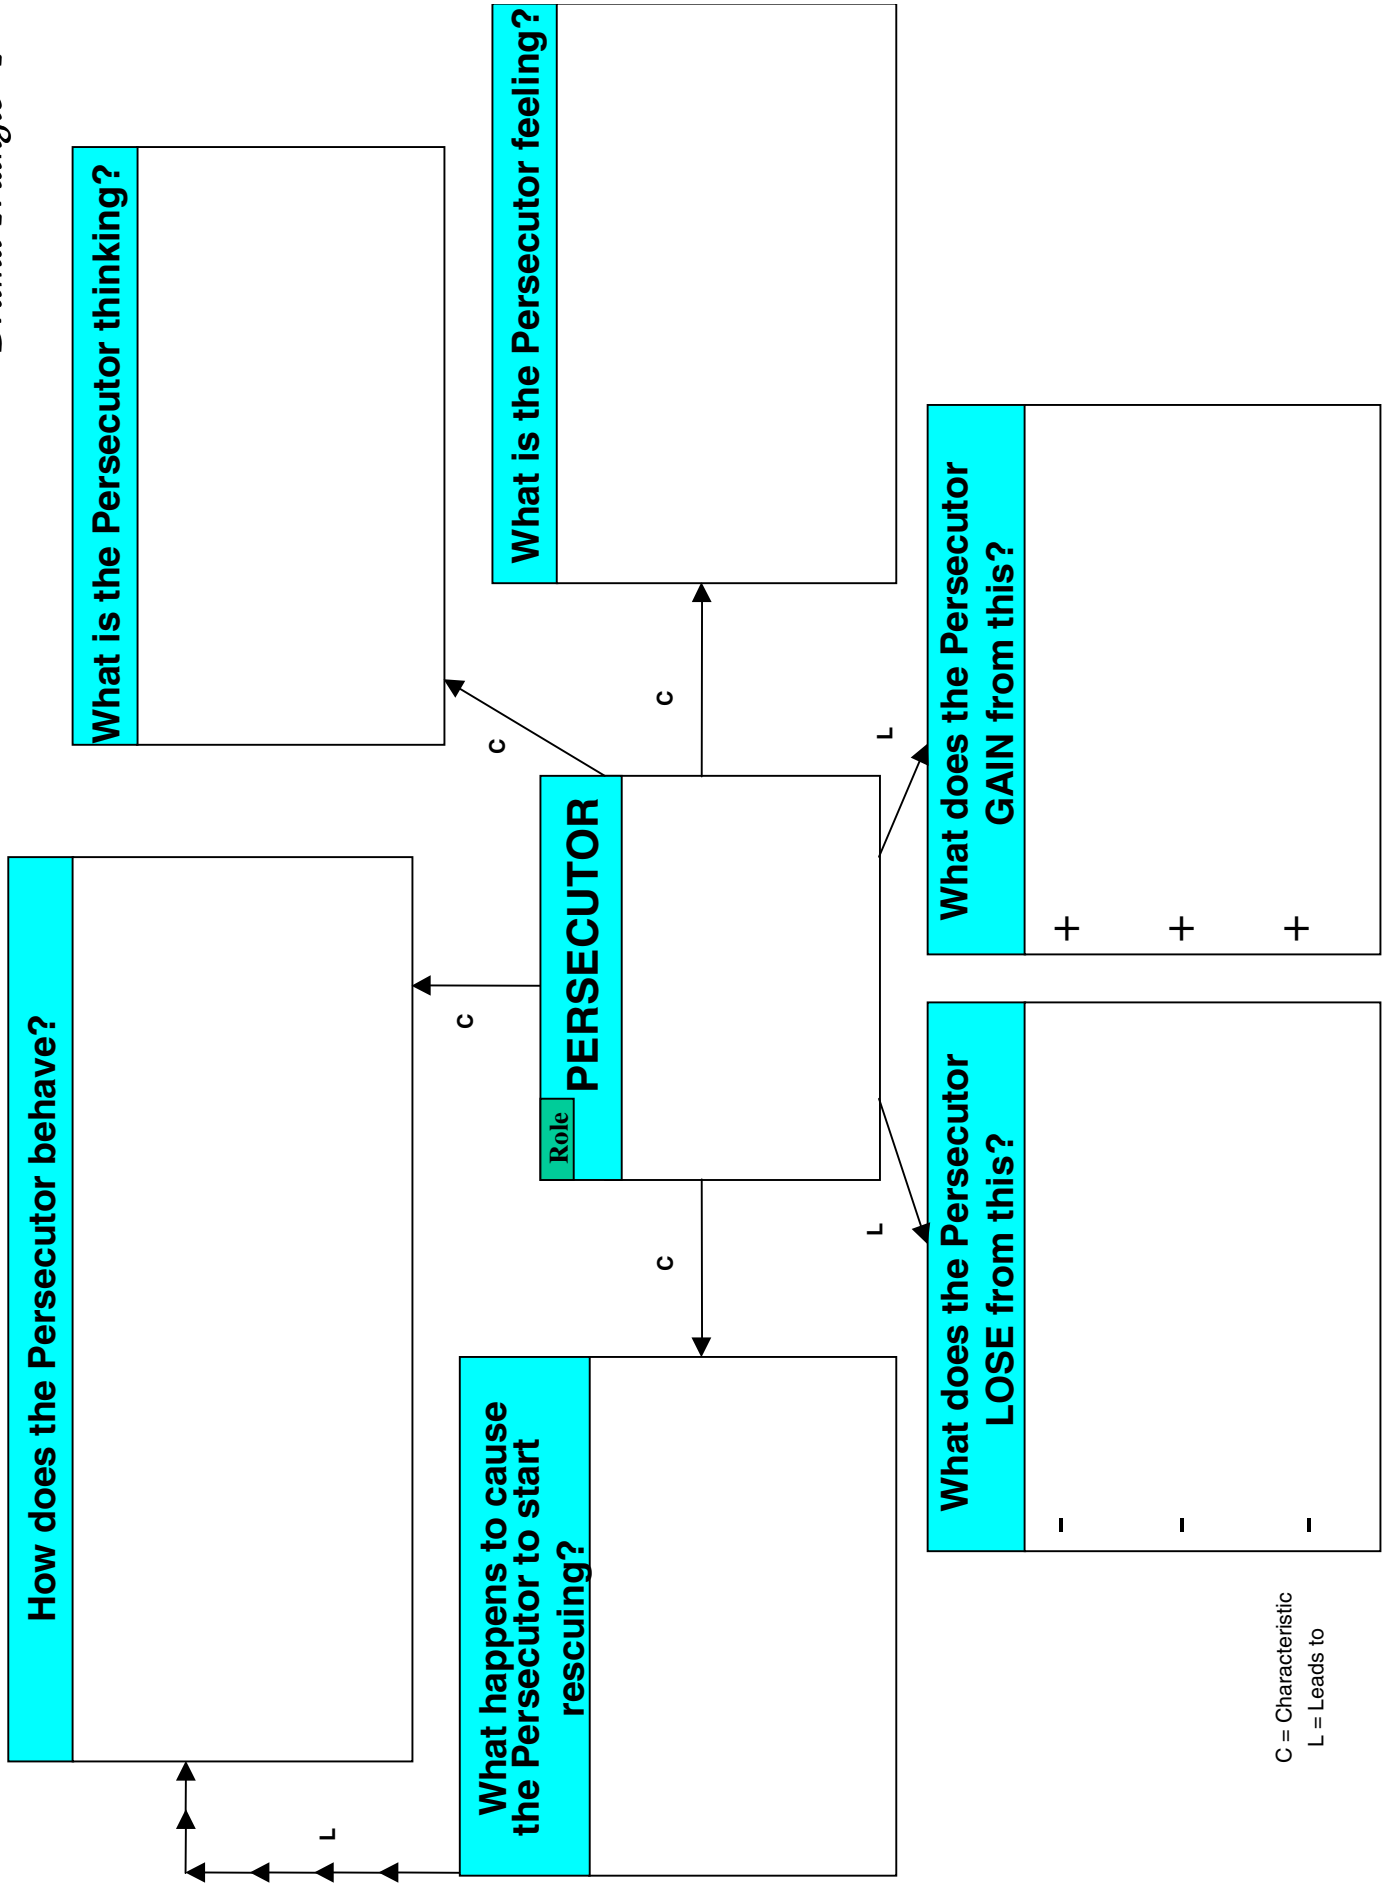 How does the Persecutor behave?
What is the Persecutor thinking?
C
C
L
What happens to cause
the Persecutor to start
rescuing?
C
Role
PERSECUTOR
C
What is the Persecutor feeling?
L
L
What does the Persecutor
LOSE from this?
-
-
-
What does the Persecutor
GAIN from this?
+
+
+
C = Characteristic
L = Leads to